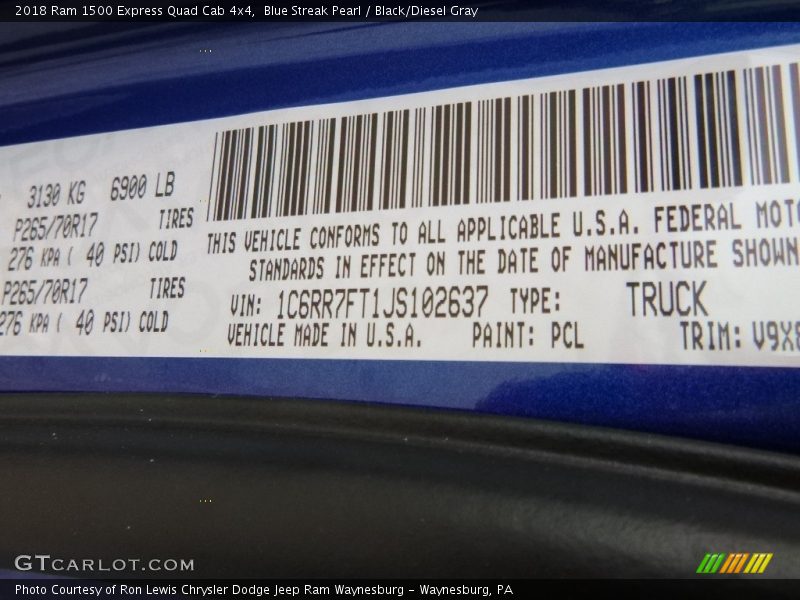 2018 Ram 1500 Express Quad Cab 4x4, Blue Streak Pearl / Black/Diesel Gray
3130 KG 6900 LB
P265/70R17 TIRES
276 KPA ( 40 PSI) COLD
P265/70R17 TIRES
276 KPA ( 40 PSI) COLD
THIS VEHICLE CONFORMS TO ALL APPLICABLE U.S.A. FEDERAL MOT
STANDARDS IN EFFECT ON THE DATE OF MANUFACTURE SHOWN
VIN: 1C6RR7FT1JS102637 TYPE: TRUCK
VEHICLE MADE IN U.S.A. PAINT: PCL TRIM: V9X8
GTCARLOT.COM
Photo Courtesy of Ron Lewis Chrysler Dodge Jeep Ram Waynesburg - Waynesburg, PA